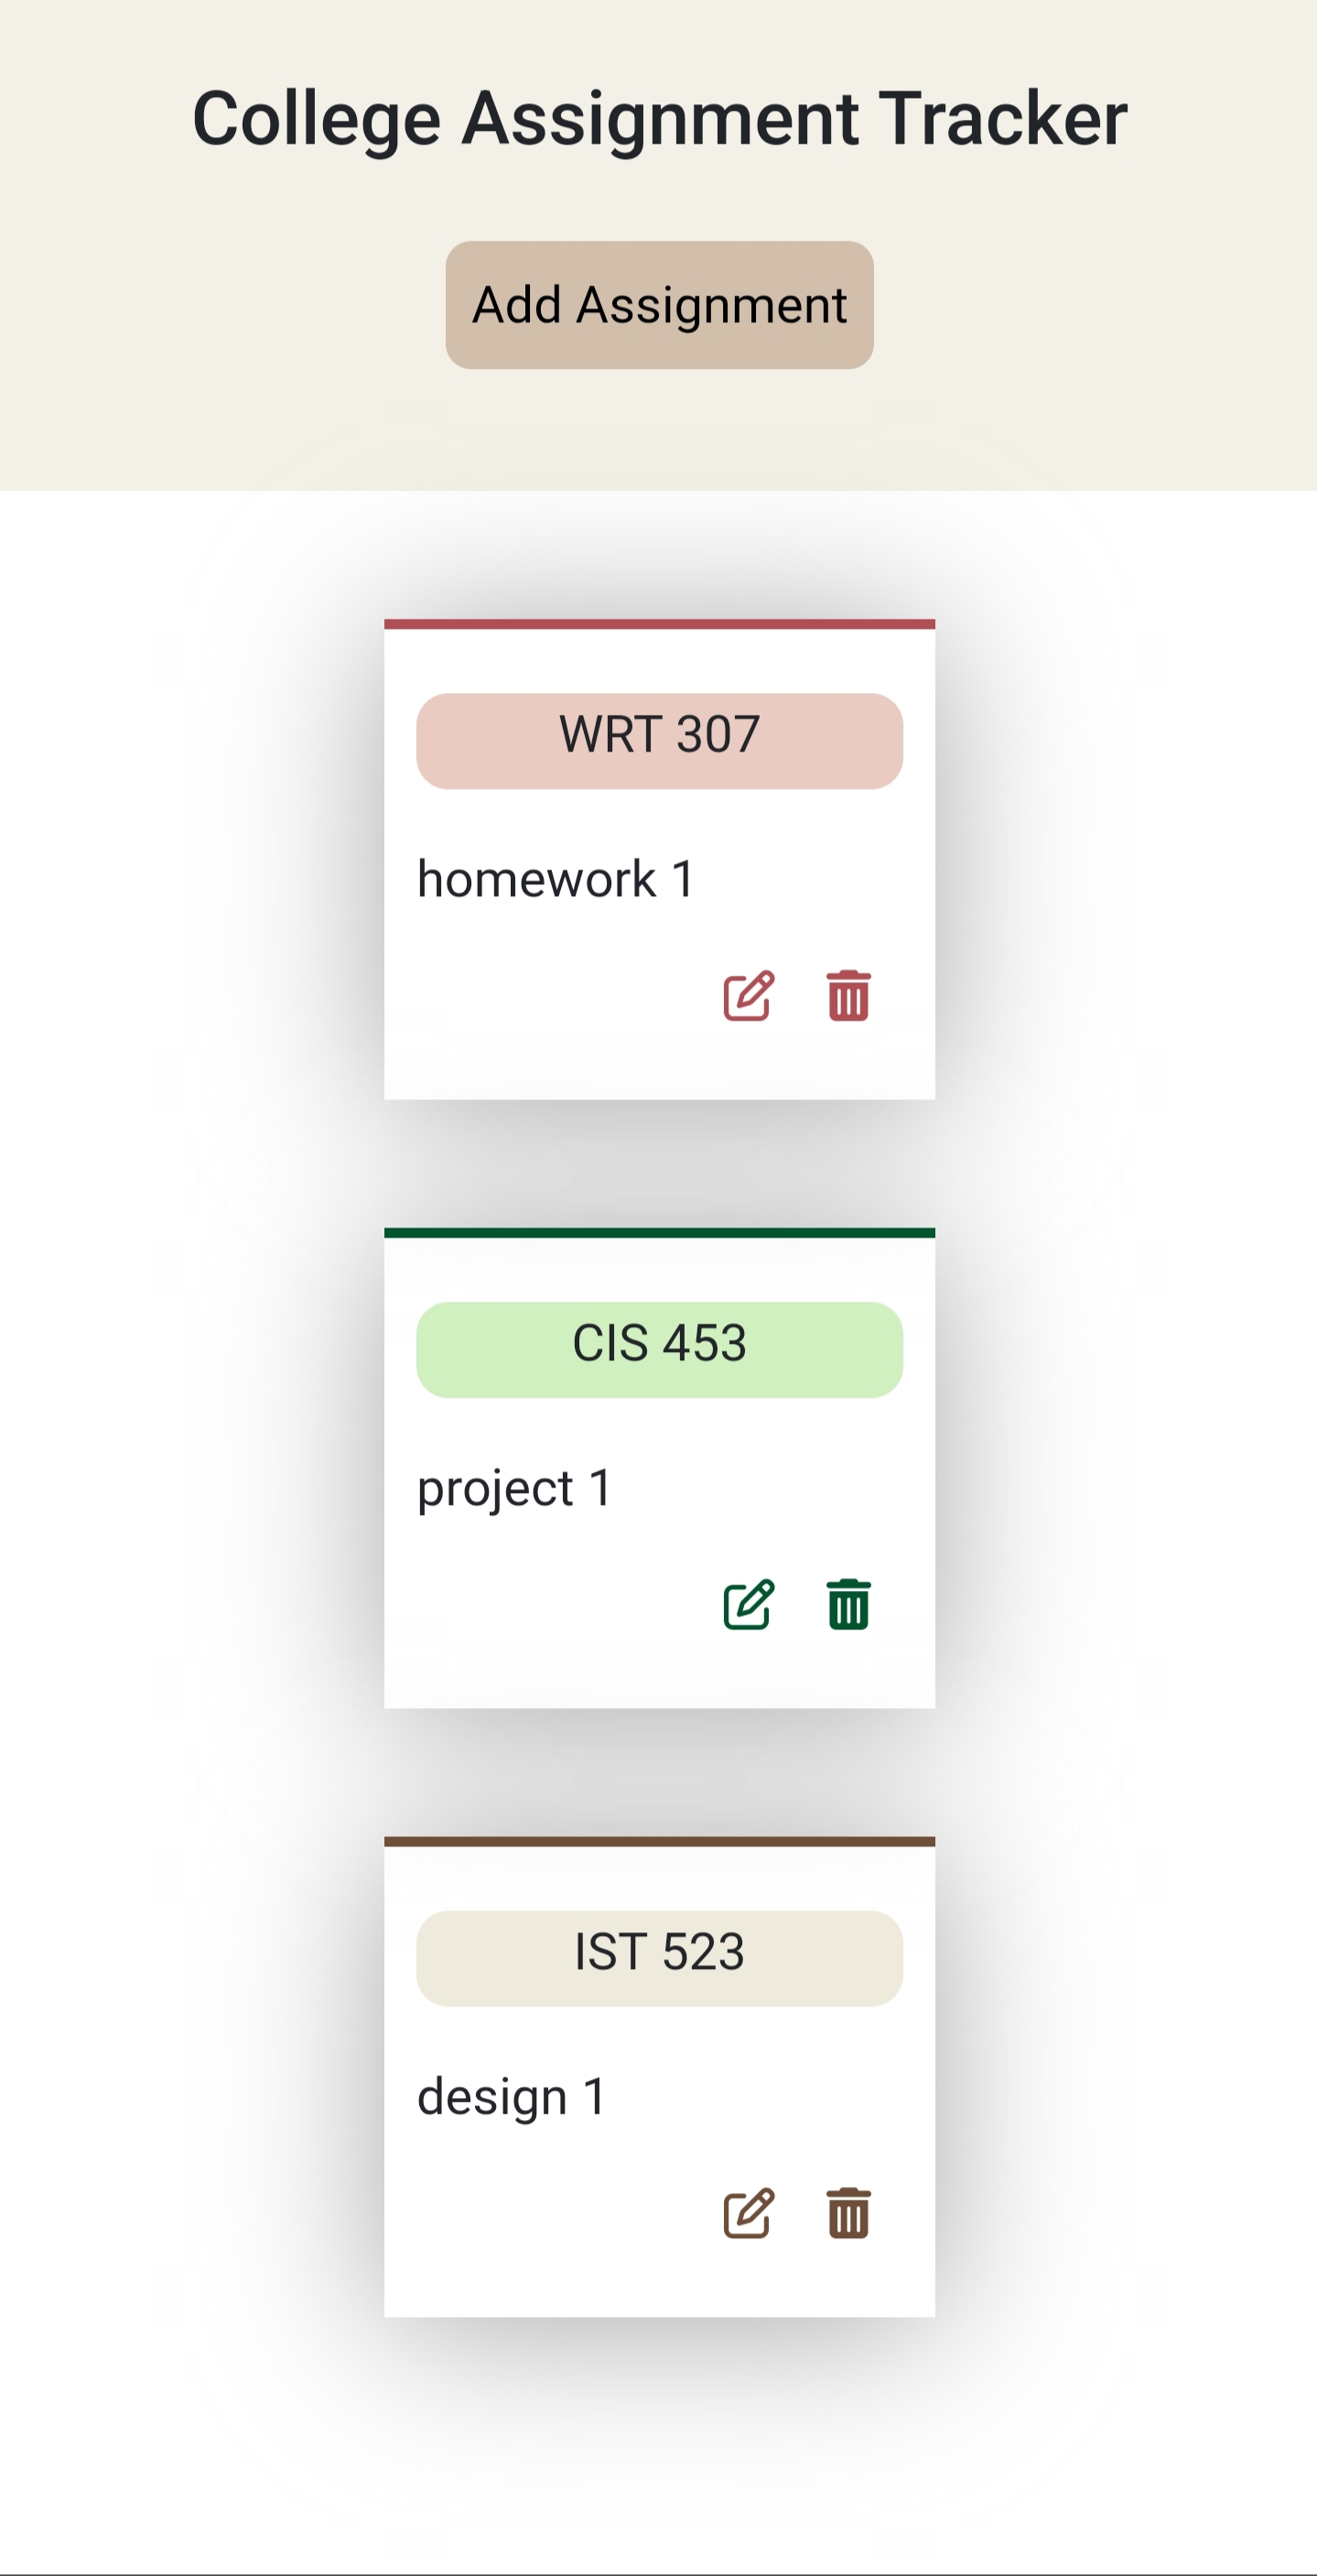 College Assignment Tracker
Add Assignment
WRT 307
homework 1
CIS 453
project 1
IST 523
design 1